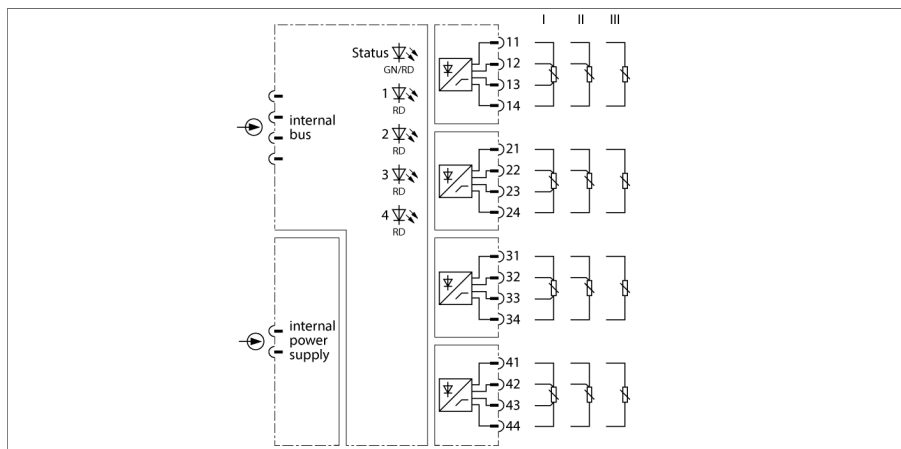 I II III
Status
GN/RD
1
RD
2
RD
3
RD
4
RD
internal
bus
internal
power
supply
11
12
13
14
21
22
23
24
31
32
33
34
41
42
43
44